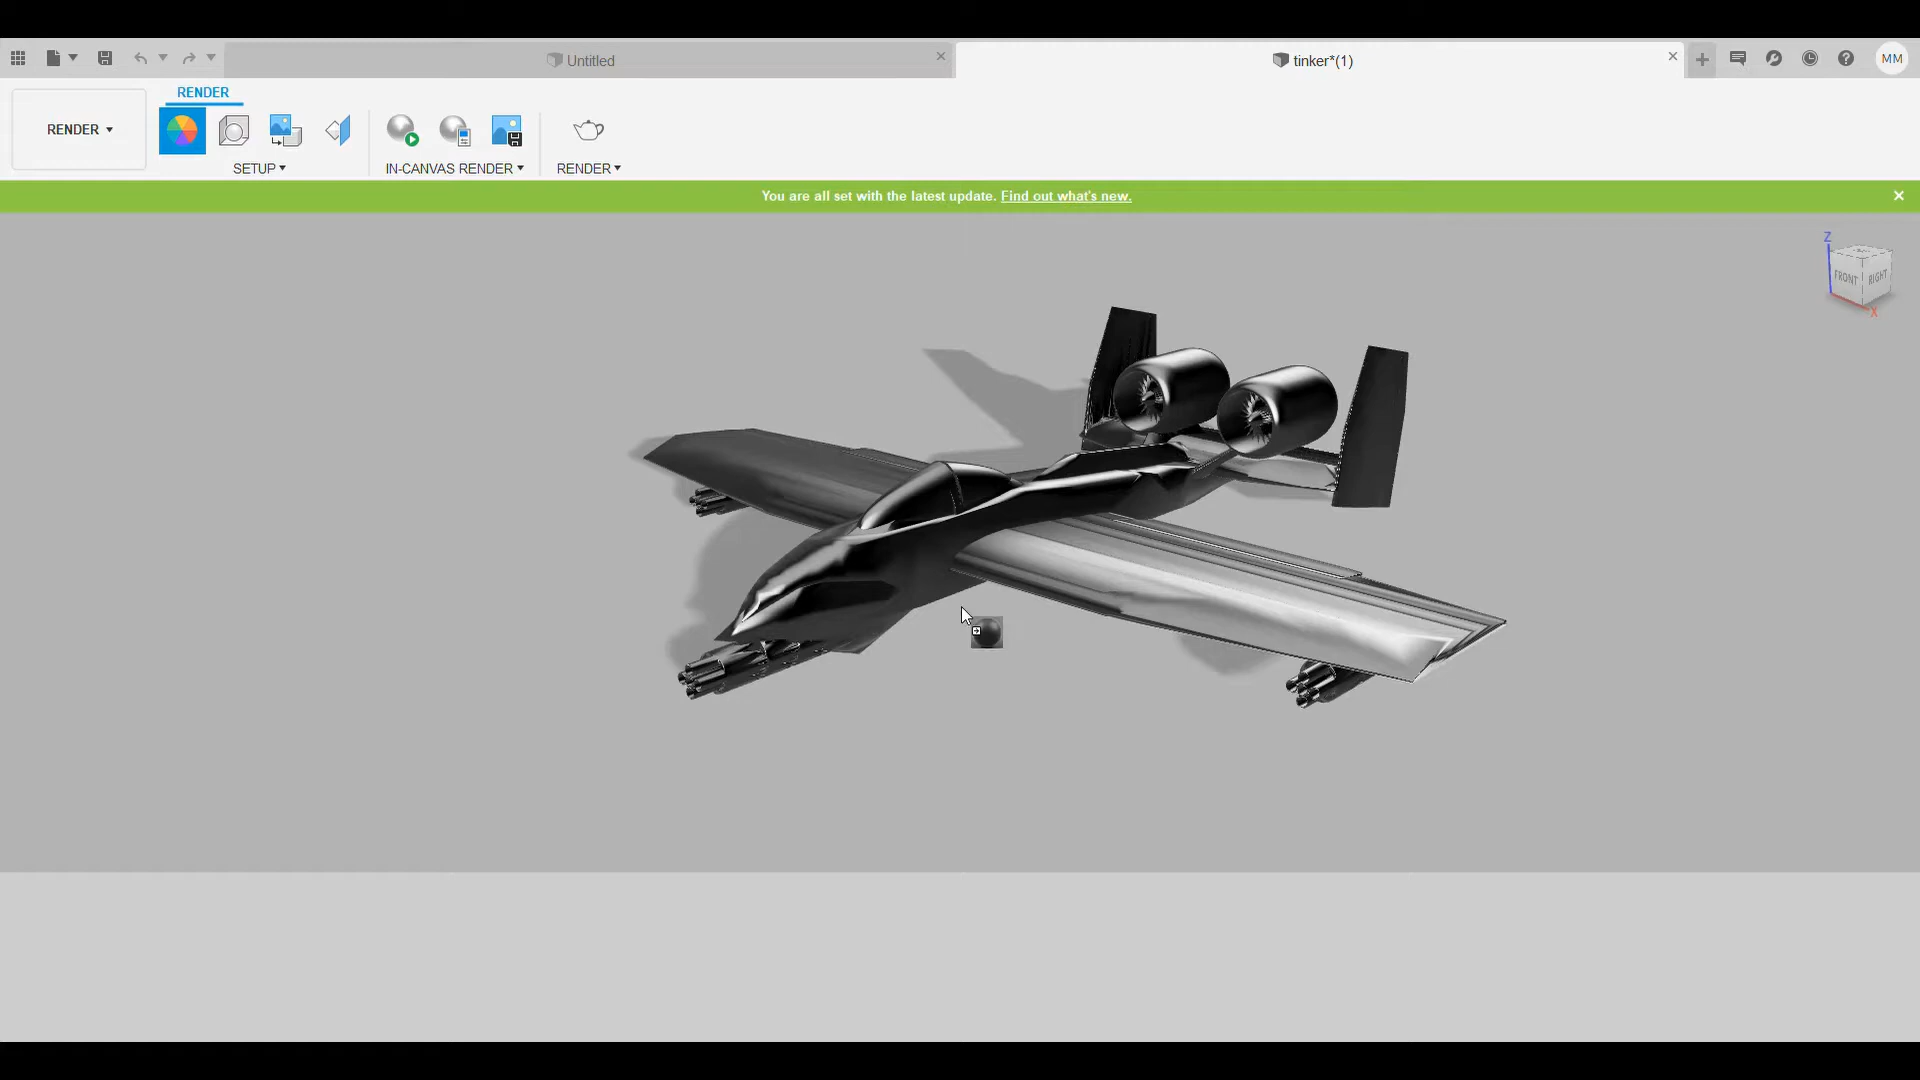 Untitled
tinker*(1)
MM
RENDER
RENDER
SETUP
IN-CANVAS RENDER
RENDER
You are all set with the latest update. Find out what's new.
Z
FRONT
RIGHT
X